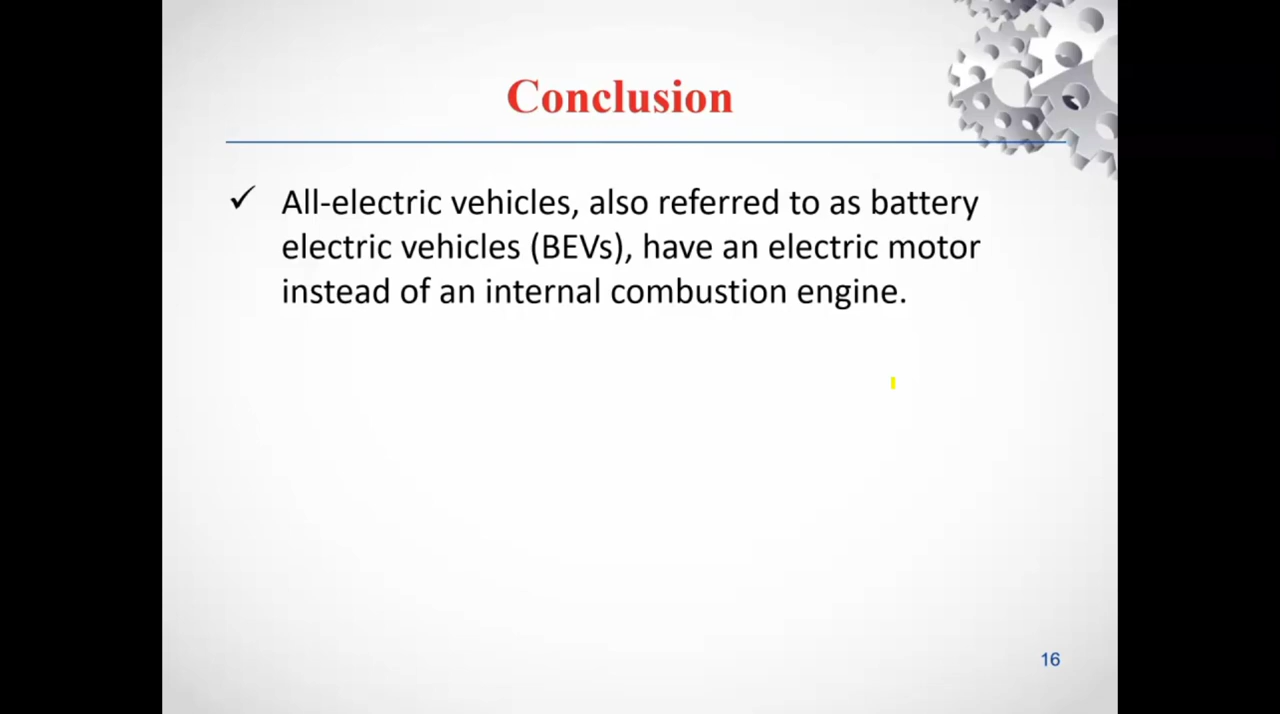 Conclusion
✓ All-electric vehicles, also referred to as battery
electric vehicles (BEVs), have an electric motor
instead of an internal combustion engine.
16